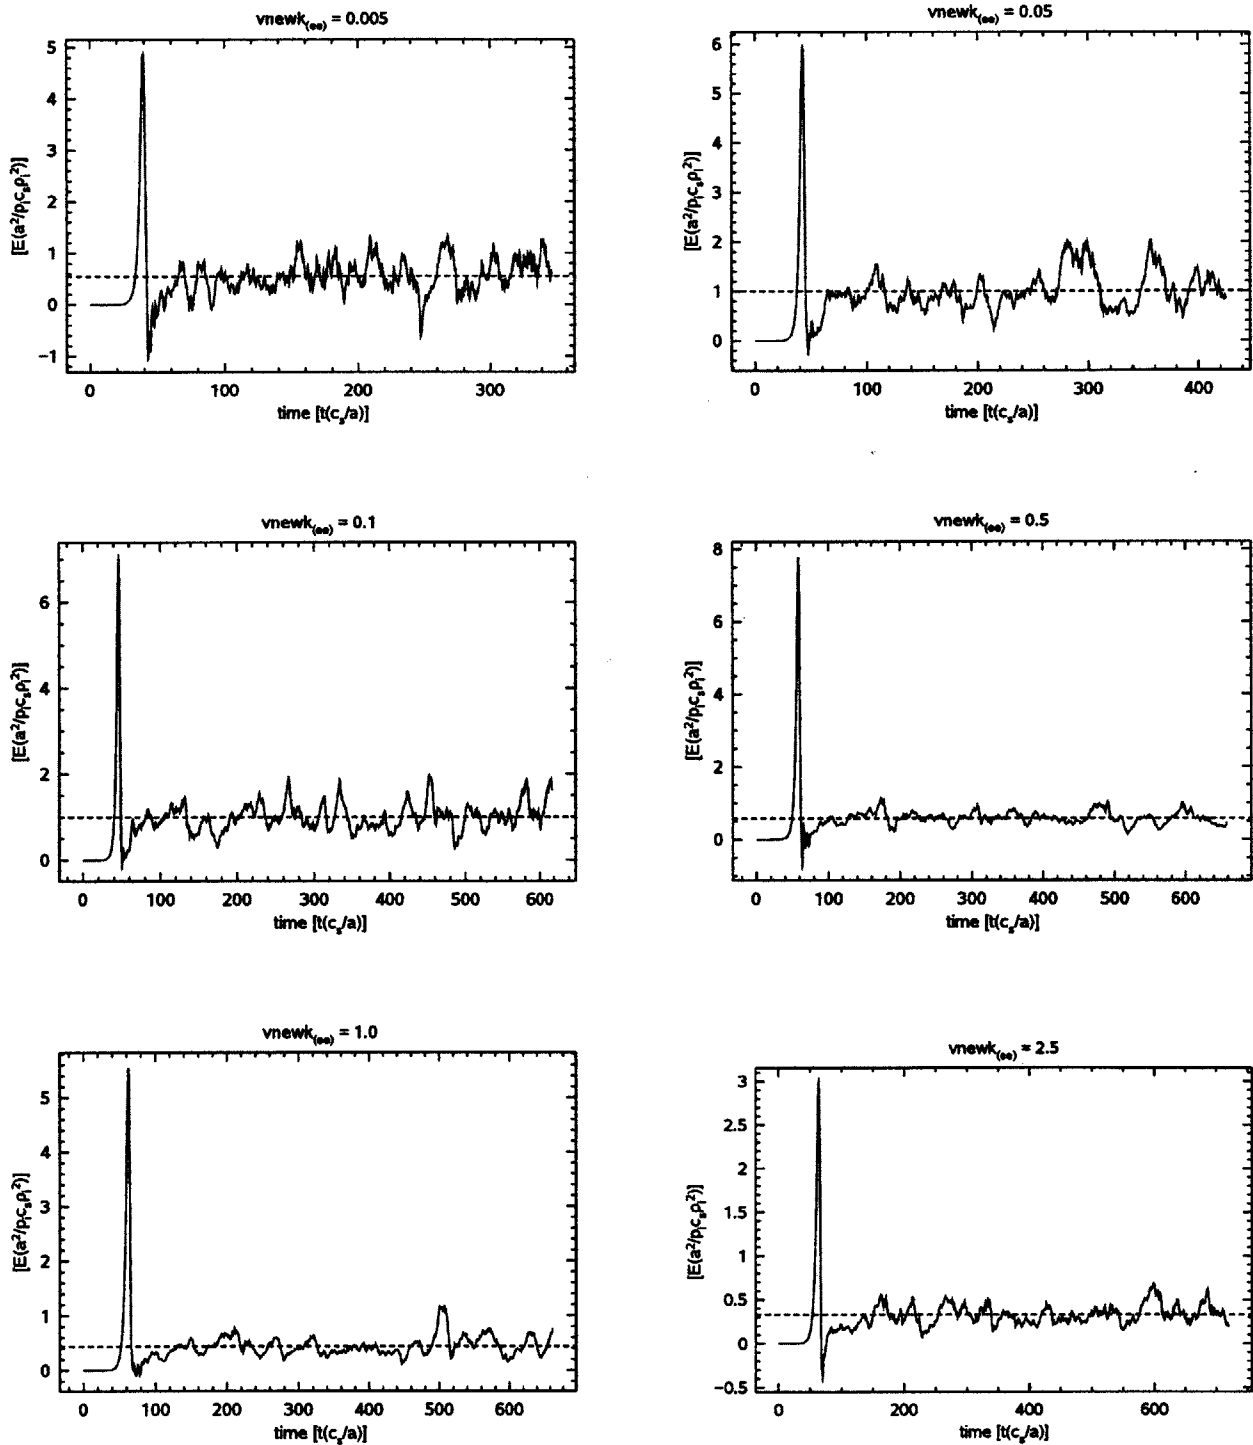 vnewk(ee) = 0.005
5
4
3
2
1
0
−1
[E(a²/pᵢcₛρᵢ²)]
0 100 200 300
time [t(cₛ/a)]
vnewk(ee) = 0.05
6
5
4
3
2
1
0
[E(a²/pᵢcₛρᵢ²)]
0 100 200 300 400
time [t(cₛ/a)]
vnewk(ee) = 0.1
6
4
2
0
[E(a²/pᵢcₛρᵢ²)]
0 100 200 300 400 500 600
time [t(cₛ/a)]
vnewk(ee) = 0.5
8
6
4
2
0
[E(a²/pᵢcₛρᵢ²)]
0 100 200 300 400 500 600
time [t(cₛ/a)]
vnewk(ee) = 1.0
5
4
3
2
1
0
[E(a²/pᵢcₛρᵢ²)]
0 100 200 300 400 500 600
time [t(cₛ/a)]
vnewk(ee) = 2.5
3
2.5
2
1.5
1
0.5
0
−0.5
[E(a²/pᵢcₛρᵢ²)]
0 200 400 600
time [t(cₛ/a)]